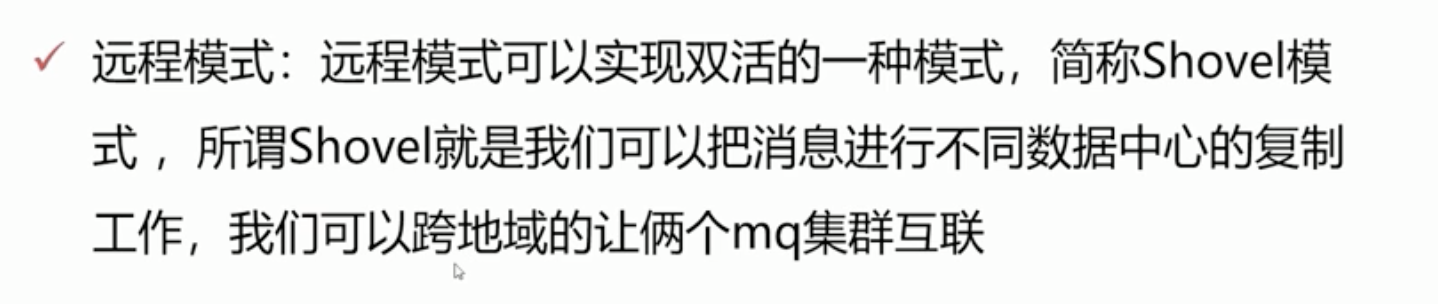 远程模式：远程模式可以实现双活的一种模式，简称Shovel模
式 ，所谓Shovel就是我们可以把消息进行不同数据中心的复制
工作，我们可以跨地域的让俩个mq集群互联